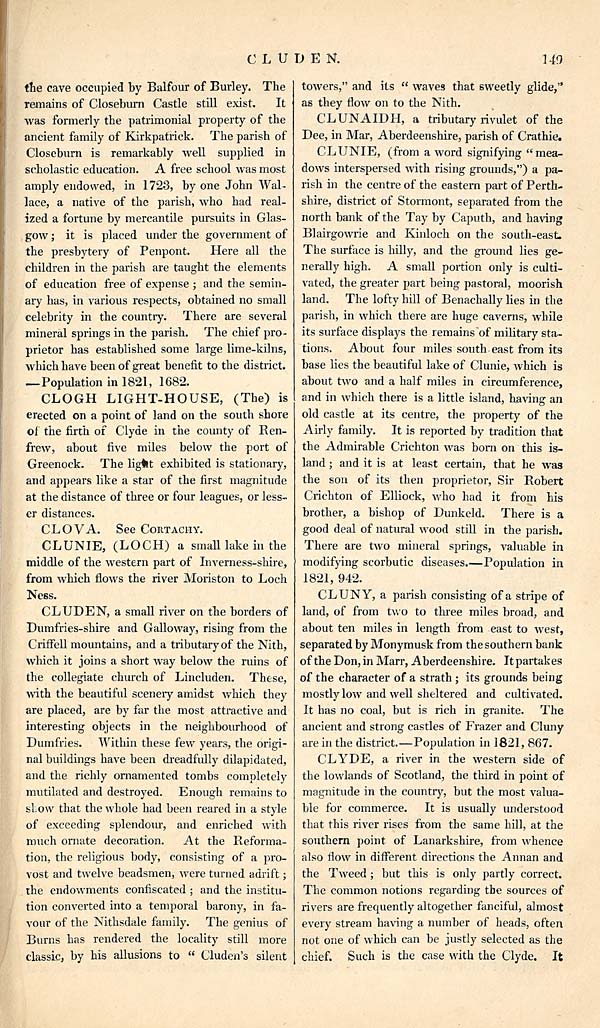 CLUDEN.
149
the cave occupied by Balfour of Burley. The
remains of Closeburn Castle still exist. It
was formerly the patrimonial property of the
ancient family of Kirkpatrick. The parish of
Closeburn is remarkably well supplied in
scholastic education. A free school was most
amply endowed, in 1723, by one John Wal-
lace, a native of the parish, who had real-
ized a fortune by mercantile pursuits in Glas-
gow; it is placed under the government of
the presbytery of Penpont. Here all the
children in the parish are taught the elements
of education free of expense; and the semin-
ary has, in various respects, obtained no small
celebrity in the country. There are several
mineral springs in the parish. The chief pro-
prietor has established some large lime-kilns,
which have been of great benefit to the district.
—Population in 1821, 1682.
CLOGH LIGHT-HOUSE, (The) is
erected on a point of land on the south shore
of the firth of Clyde in the county of Ren-
frew, about five miles below the port of
Greenock. The light exhibited is stationary,
and appears like a star of the first magnitude
at the distance of three or four leagues, or less-
er distances.
CLOVA. See CORTACHY.
CLUNIE, (LOCH) a small lake in the
middle of the western part of Inverness-shire,
from which flows the river Moriston to Loch
Ness.
CLUDEN, a small river on the borders of
Dumfries-shire and Galloway, rising from the
Criffell mountains, and a tributary of the Nith,
which it joins a short way below the ruins of
the collegiate church of Lincluden. These,
with the beautiful scenery amidst which they
are placed, are by far the most attractive and
interesting objects in the neighbourhood of
Dumfries. Within these few years, the origi-
nal buildings have been dreadfully dilapidated,
and the richly ornamented tombs completely
mutilated and destroyed. Enough remains to
show that the whole had been reared in a style
of exceeding splendour, and enriched with
much ornate decoration. At the Reforma-
tion, the religious body, consisting of a pro-
vost and twelve beadsmen, were turned adrift;
the endowments confiscated; and the institu-
tion converted into a temporal barony, in fa-
vour of the Nithsdale family. The genius of
Burns has rendered the locality still more
classic, by his allusions to "Cluden's silent
towers," and its "waves that sweetly glide,"
as they flow on to the Nith.
CLUNAIDH, a tributary rivulet of the
Dee, in Mar, Aberdeenshire, parish of Crathie.
CLUNIE, (from a word signifying "mea-
dows interspersed with rising grounds,") a pa-
rish in the centre of the eastern part of Perth-
shire, district of Stormont, separated from the
north bank of the Tay by Caputh, and having
Blairgowrie and Kinloch on the south-east.
The surface is hilly, and the ground lies ge-
nerally high. A small portion only is culti-
vated, the greater part being pastoral, moorish
land. The lofty hill of Benachally lies in the
parish, in which there are huge caverns, while
its surface displays the remains of military sta-
tions. About four miles south-east from its
base lies the beautiful lake of Clunie, which is
about two and a half miles in circumference,
and in which there is a little island, having an
old castle at its centre, the property of the
Airly family. It is reported by tradition that
the Admirable Crichton was born on this is-
land; and it is at least certain, that he was
the son of its then proprietor, Sir Robert
Crichton of Elliock, who had it from his
brother, a bishop of Dunkeld. There is a
good deal of natural wood still in the parish.
There are two mineral springs, valuable in
modifying scorbutic diseases.—Population in
1821, 942.
CLUNY, a parish consisting of a stripe of
land, of from two to three miles broad, and
about ten miles in length from east to west,
separated by Monymusk from the southern bank
of the Don, in Marr, Aberdeenshire. It partakes
of the character of a strath; its grounds being
mostly low and well sheltered and cultivated.
It has no coal, but is rich in granite. The
ancient and strong castles of Frazer and Cluny
are in the district.—Population in 1821, 867.
CLYDE, a river in the western side of
the lowlands of Scotland, the third in point of
magnitude in the country, but the most valua-
ble for commerce. It is usually understood
that this river rises from the same hill, at the
southern point of Lanarkshire, from whence
also flow in different directions the Annan and
the Tweed; but this is only partly correct.
The common notions regarding the sources of
rivers are frequently altogether fanciful, almost
every stream having a number of heads, often
not one of which can be justly selected as the
chief. Such is the case with the Clyde. It